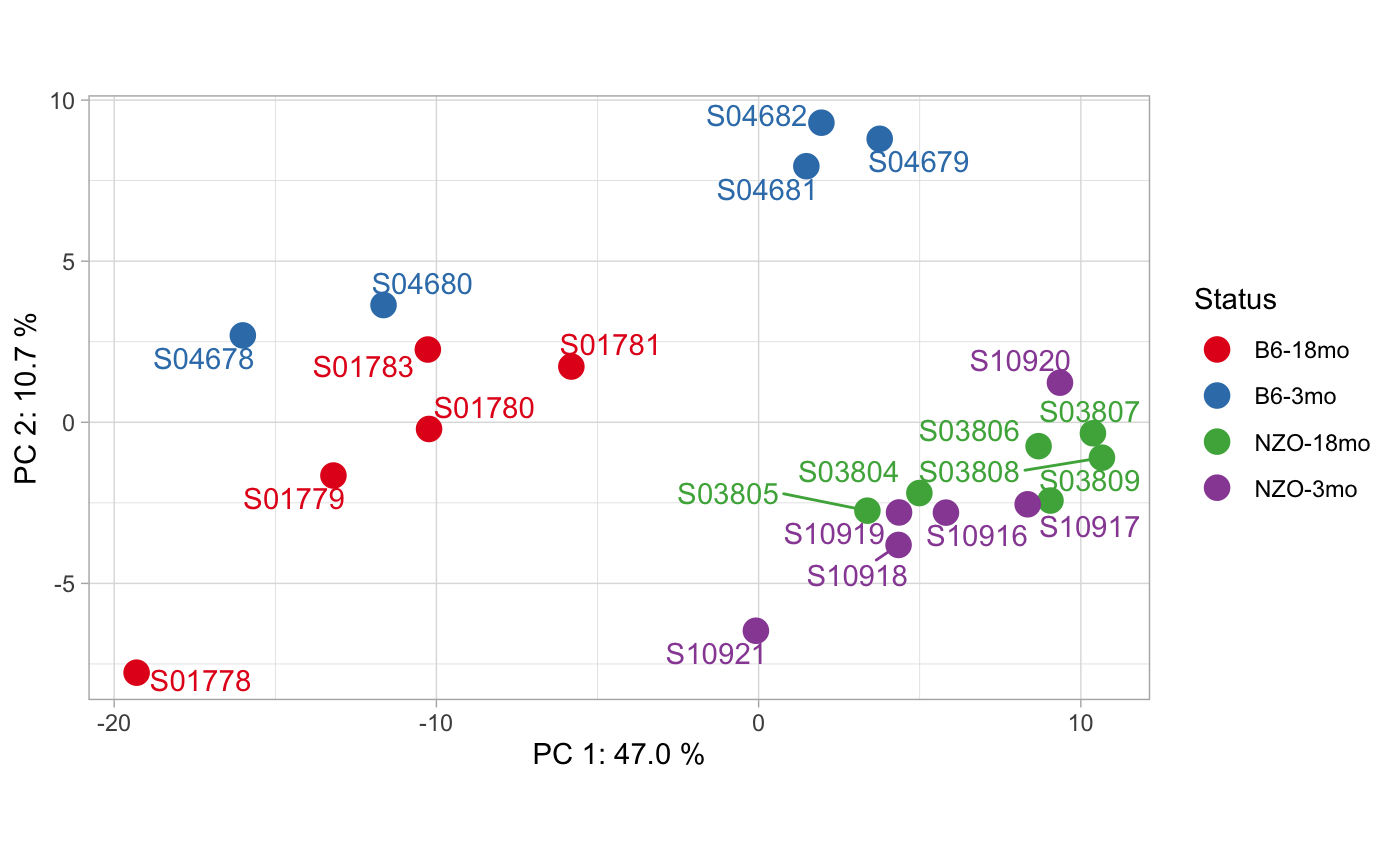 10
5
0
-5
PC 2: 10.7 %
S04682
S04679
S04681
S04680
S04678
S01783
S01781
S01780
S01779
S01778
S10920
S03807
S03806
S03804
S03808
S03805
S03809
S10919
S10916
S10917
S10918
S10921
-20
-10
0
10
PC 1: 47.0 %
Status
B6-18mo
B6-3mo
NZO-18mo
NZO-3mo